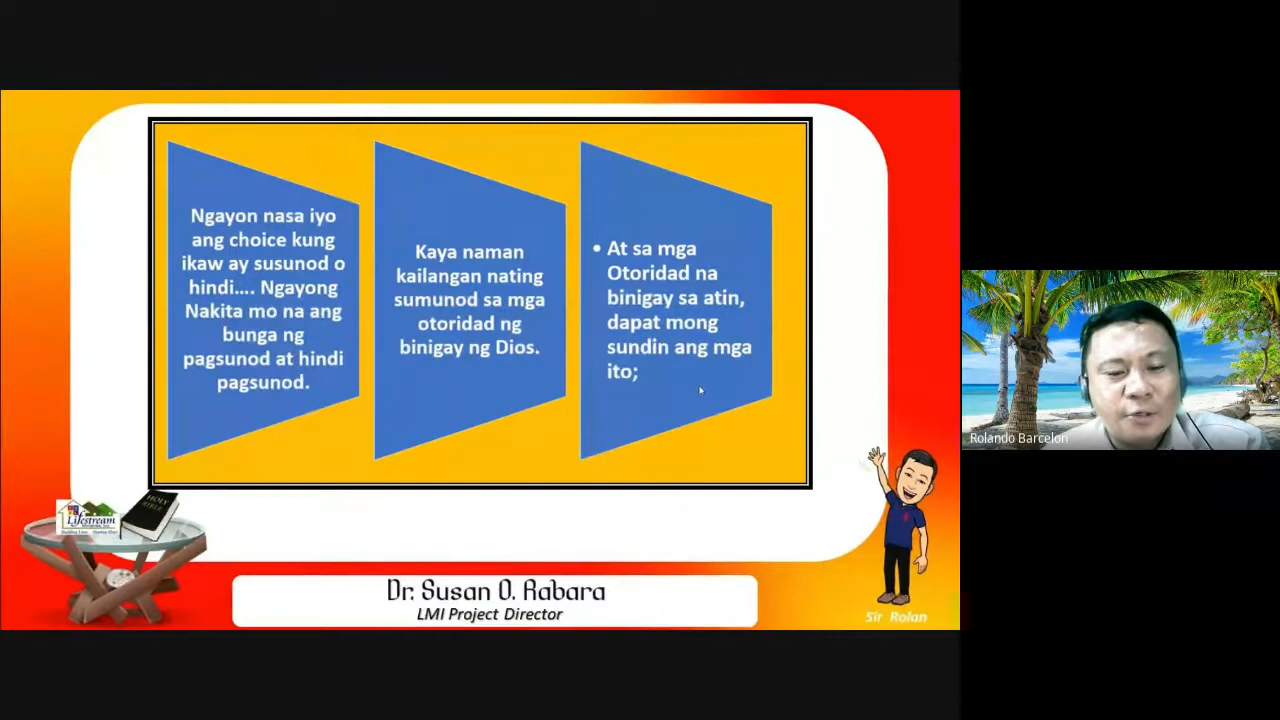 Ngayon nasa iyo
ang choice kung
ikaw ay susunod o
hindi.... Ngayong
Nakita mo na ang
bunga ng
pagsunod at hindi
pagsunod.
Kaya naman
kailangan nating
sumunod sa mga
otoridad ng
binigay ng Dios.
• At sa mga
Otoridad na
binigay sa atin,
dapat mong
sundin ang mga
ito;
Rolando Barcelon
HOLY
BIBLE
Lifestream
Dr. Susan O. Rabara
LMI Project Director
Sir Rolan